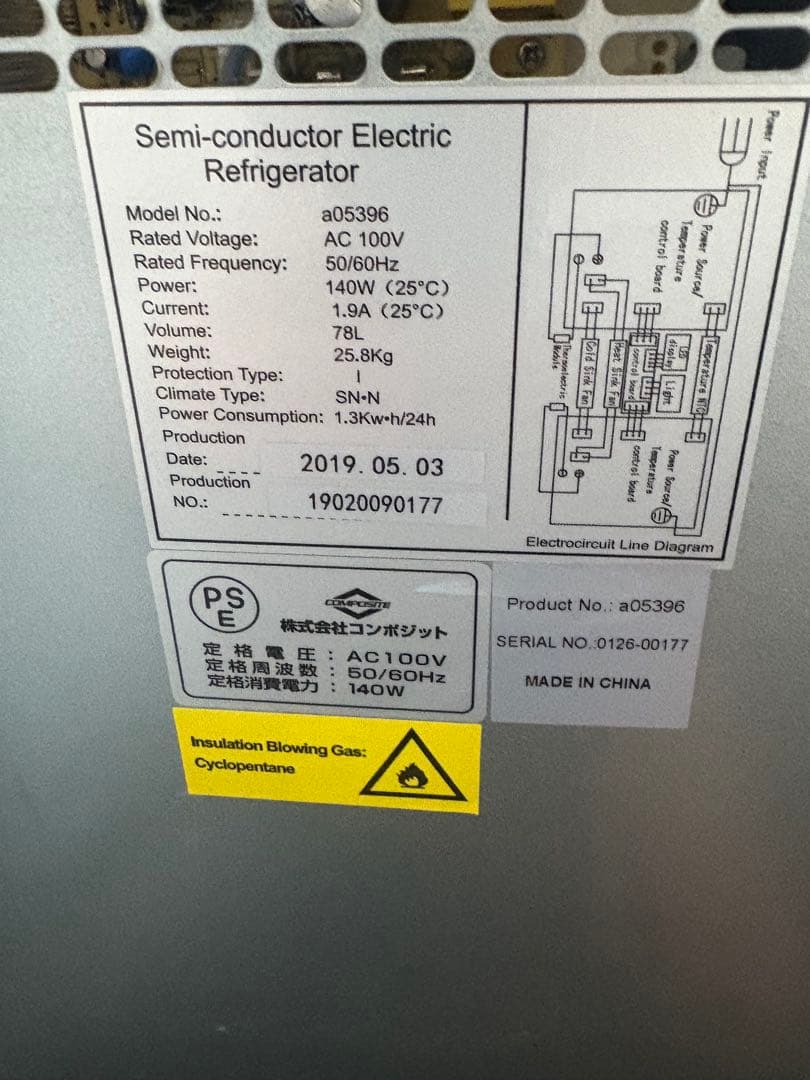 Semi-conductor Electric
Refrigerator
Model No.: a05396
Rated Voltage: AC 100V
Rated Frequency: 50/60Hz
Power: 140W（25°C）
Current: 1.9A（25°C）
Volume: 78L
Weight: 25.8Kg
Protection Type: I
Climate Type: SN•N
Power Consumption: 1.3Kw•h/24h
Production
Date: 2019. 05. 03
Production
NO.: 19020090177
Power Input
Power Source/
Temperature
control board
Thermoelectric
Module
Cold Sink Fan
Heat Sink Fan
control board
display
Light
Temperature NTC
Power Source/
Temperature
control board
Electrocircuit Line Diagram
PS
E
COMPOSITE
株式会社コンポジット
定格電圧：AC100V
定格周波数：50/60Hz
定格消費電力：140W
Product No.: a05396
SERIAL NO.:0126-00177
MADE IN CHINA
Insulation Blowing Gas:
Cyclopentane